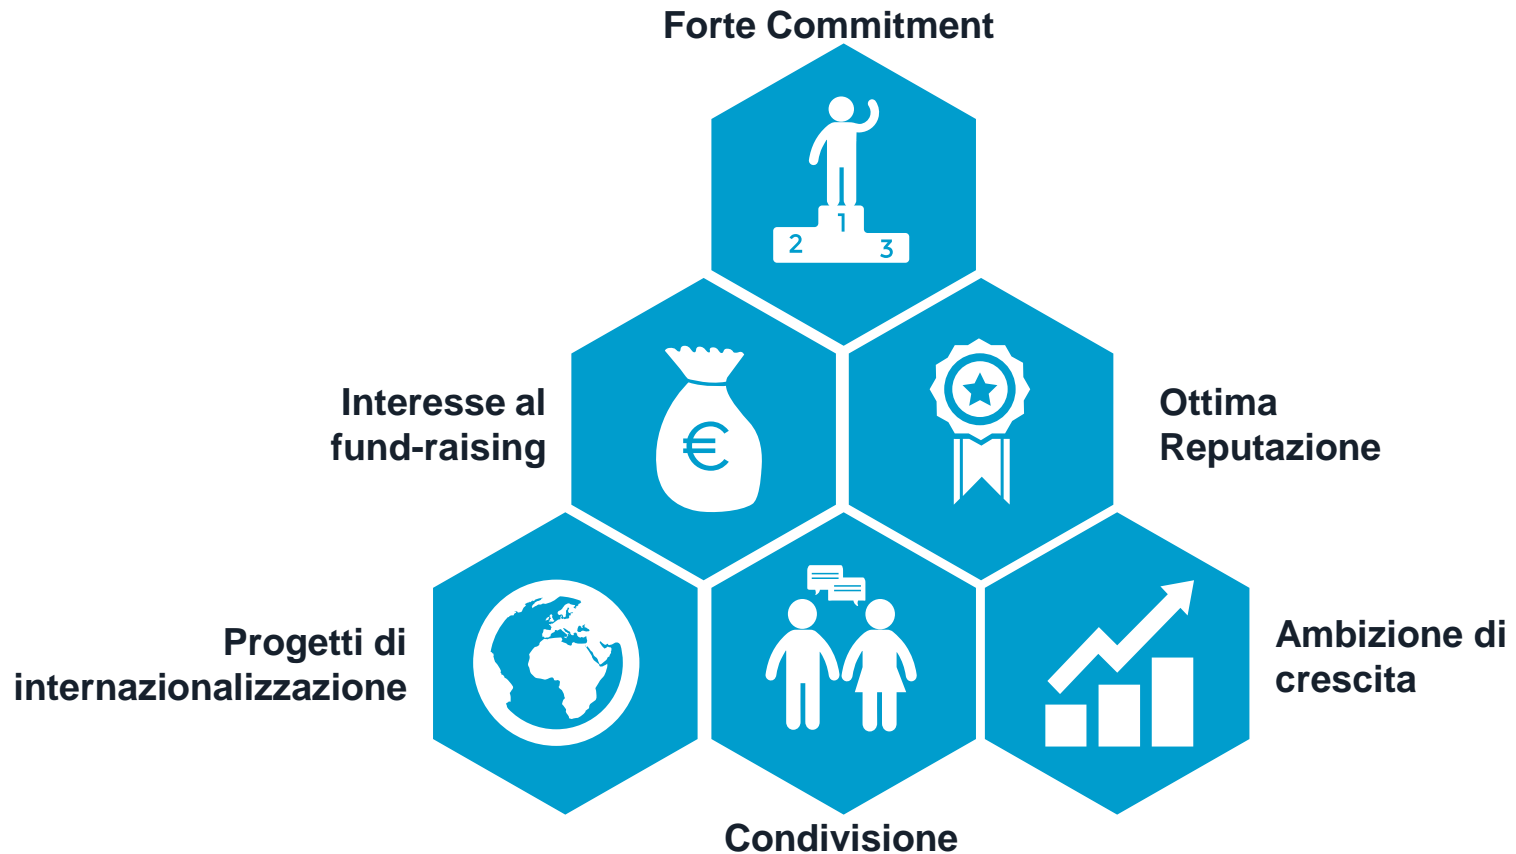 Forte Commitment
1
2
3
Interesse al
fund-raising
€
Ottima
Reputazione
Progetti di
internazionalizzazione
Ambizione di
crescita
Condivisione